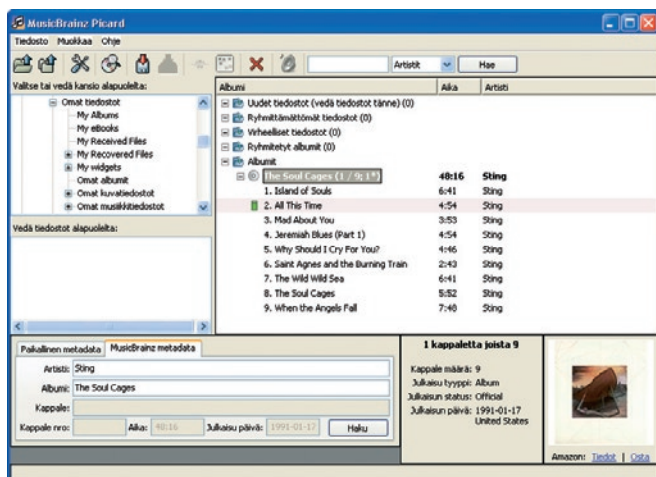 MusicBrainz Picard
Tiedosto Muokkaa Ohje
Artistit Hae
Valitse tai vedä kansio alapuolelta:
Omat tiedostot
My Albums
My eBooks
My Received Files
My Recovered Files
My widgets
Omat albumit
Omat kuvatiedostot
Omat musiikkitiedostot
Vedä tiedostot alapuolelta:
Albumi Aika Artisti
Uudet tiedostot (vedä tiedostot tänne) (0)
Ryhmittämättömät tiedostot (0)
Virheelliset tiedostot (0)
Ryhmitetyt albumit (0)
Albumit
The Soul Cages (1 / 9; 1*) 48:16 Sting
1. Island of Souls 6:41 Sting
2. All This Time 4:54 Sting
3. Mad About You 3:53 Sting
4. Jeremiah Blues (Part 1) 4:54 Sting
5. Why Should I Cry For You? 4:46 Sting
6. Saint Agnes and the Burning Train 2:43 Sting
7. The Wild Wild Sea 6:41 Sting
8. The Soul Cages 5:52 Sting
9. When the Angels Fall 7:48 Sting
Paikallinen metadata MusicBrainz metadata
Artisti: Sting
Albumi: The Soul Cages
Kappale:
Kappale nro: Aika: 48:16 Julkaisu päivä: 1991-01-17 Haku
1 kappaletta joista 9
Kappale määrä: 9
Julkaisu tyyppi: Album
Julkaisun status: Official
Julkaisun päivä: 1991-01-17
United States
Amazon: Tiedot | Osta